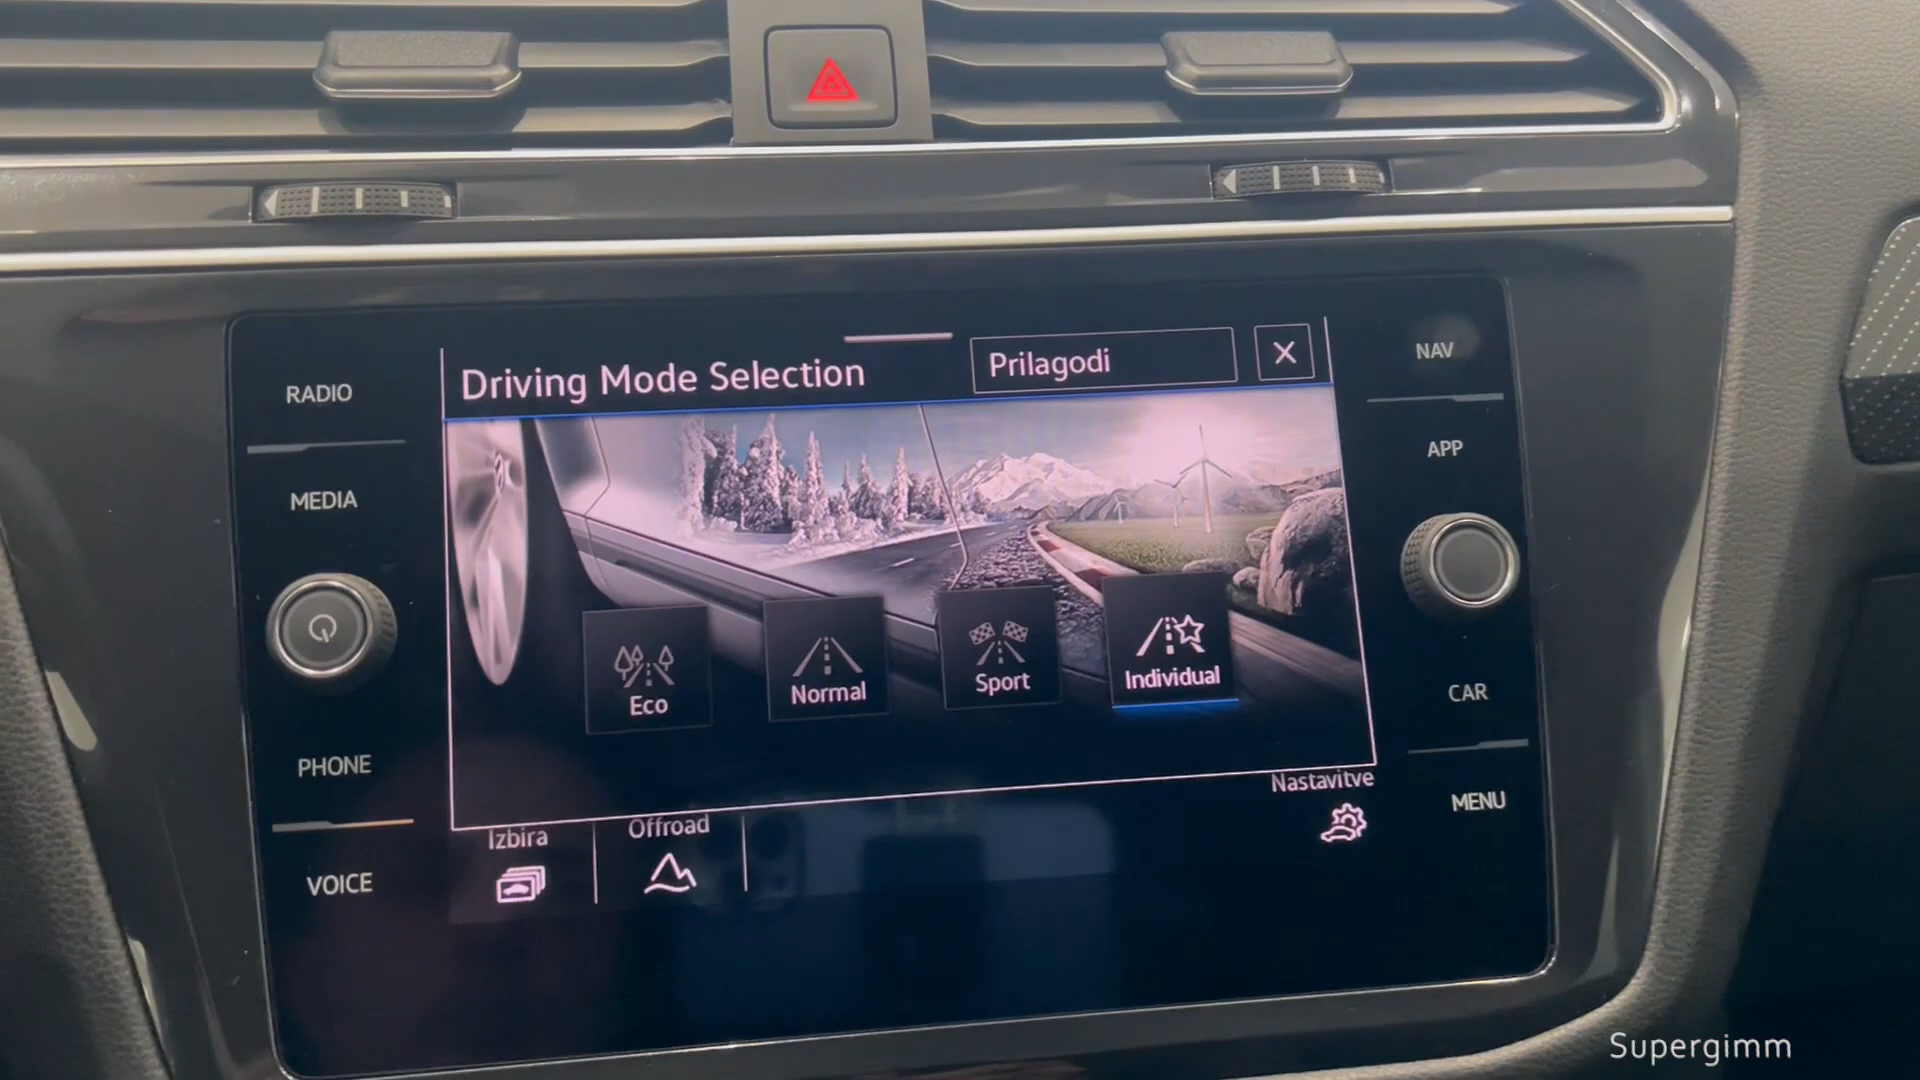 RADIO
MEDIA
PHONE
VOICE
Driving Mode Selection
Prilagodi
Eco
Normal
Sport
Individual
Izbira
Offroad
Nastavitve
NAV
APP
CAR
MENU
Supergimm